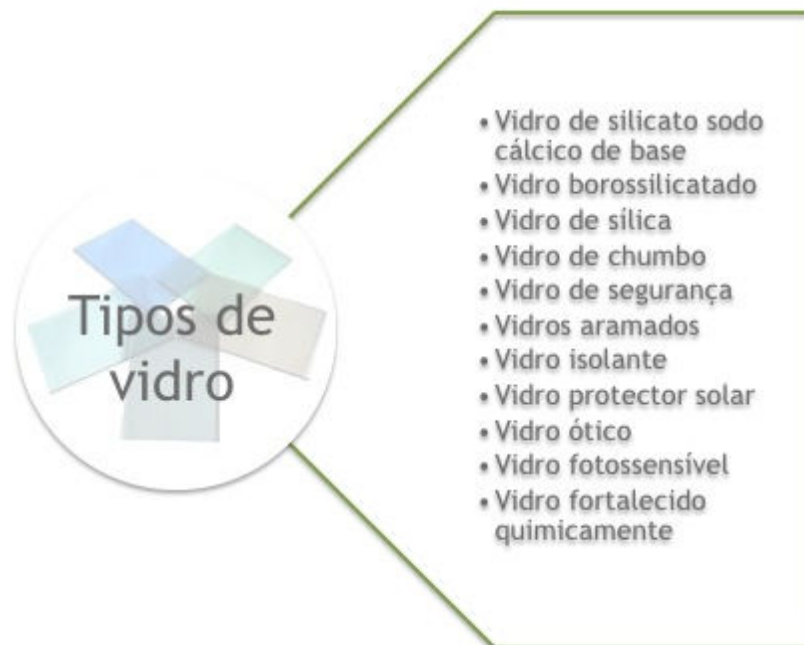 Tipos de
vidro
• Vidro de silicato sodo
cálcico de base
• Vidro borossilicatado
• Vidro de sílica
• Vidro de chumbo
• Vidro de segurança
• Vidros aramados
• Vidro isolante
• Vidro protector solar
• Vidro ótico
• Vidro fotossensível
• Vidro fortalecido
quimicamente